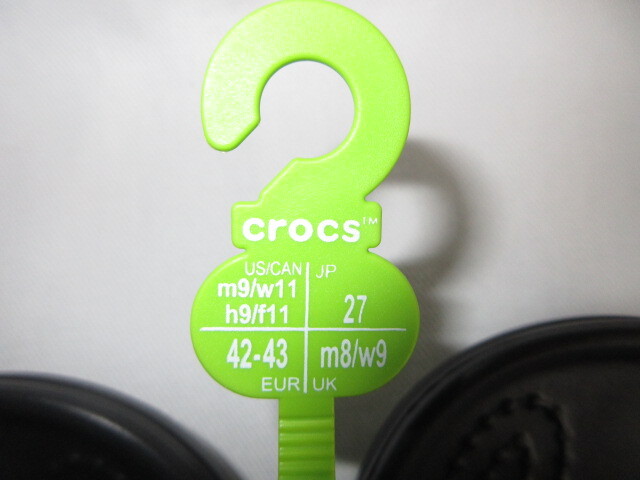 crocs™
US/CAN JP
m9/w11
h9/f11 27
42-43 m8/w9
EUR UK